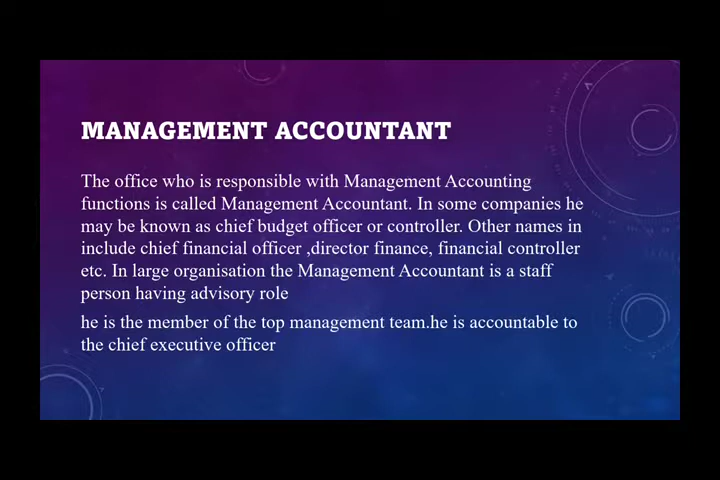 MANAGEMENT ACCOUNTANT
The office who is responsible with Management Accounting
functions is called Management Accountant. In some companies he
may be known as chief budget officer or controller. Other names in
include chief financial officer ,director finance, financial controller
etc. In large organisation the Management Accountant is a staff
person having advisory role
he is the member of the top management team.he is accountable to
the chief executive officer